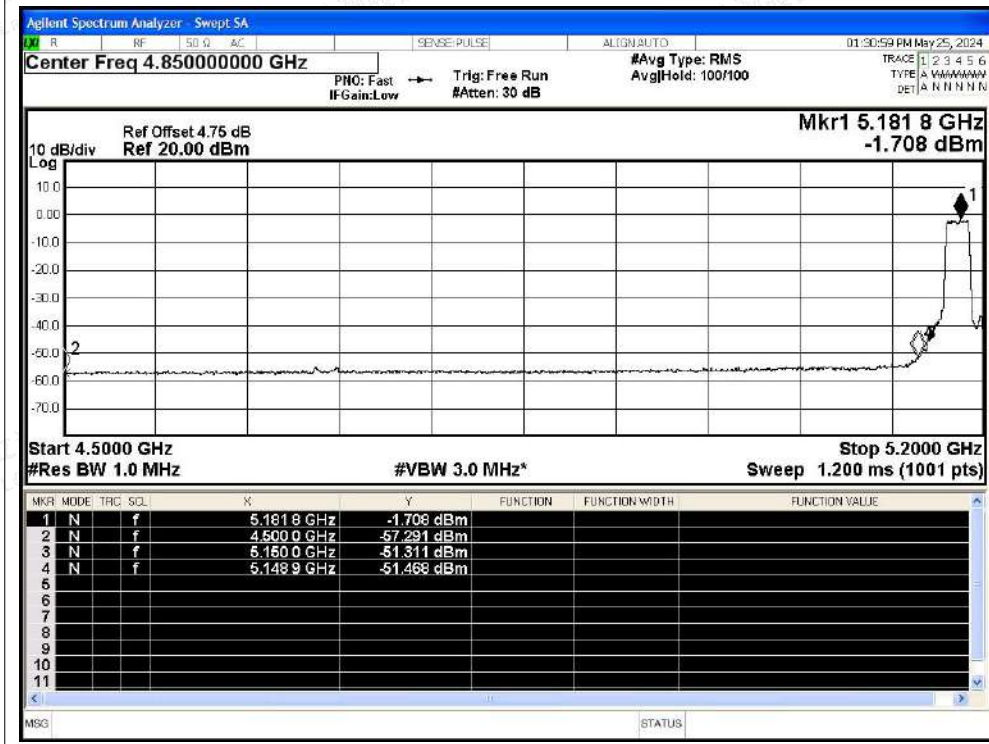 Agilent Spectrum Analyzer - Swept SA
LXI R RF 50 Ω AC SENSE:PULSE ALIGN AUTO 01:30:59 PM May 25, 2024
Center Freq 4.850000000 GHz #Avg Type: RMS TRACE 1 2 3 4 5 6
PNO: Fast Trig: Free Run Avg|Hold: 100/100 TYPE A WWWWW
IFGain:Low #Atten: 30 dB DET A N N N N N
Mkr1 5.181 8 GHz
Ref Offset 4.75 dB
10 dB/div Ref 20.00 dBm -1.708 dBm
Log
10.0
1
0.00
-10.0
-20.0
-30.0
-40.0
4
-50.0
2
-60.0
-70.0
Start 4.5000 GHz Stop 5.2000 GHz
#Res BW 1.0 MHz #VBW 3.0 MHz* Sweep 1.200 ms (1001 pts)
MKR MODE TRC SCL X Y FUNCTION FUNCTION WIDTH FUNCTION VALUE
1 N f 5.181 8 GHz -1.708 dBm
2 N f 4.500 0 GHz -57.291 dBm
3 N f 5.150 0 GHz -51.311 dBm
4 N f 5.148 9 GHz -51.468 dBm
5
6
7
8
9
10
11
MSG STATUS